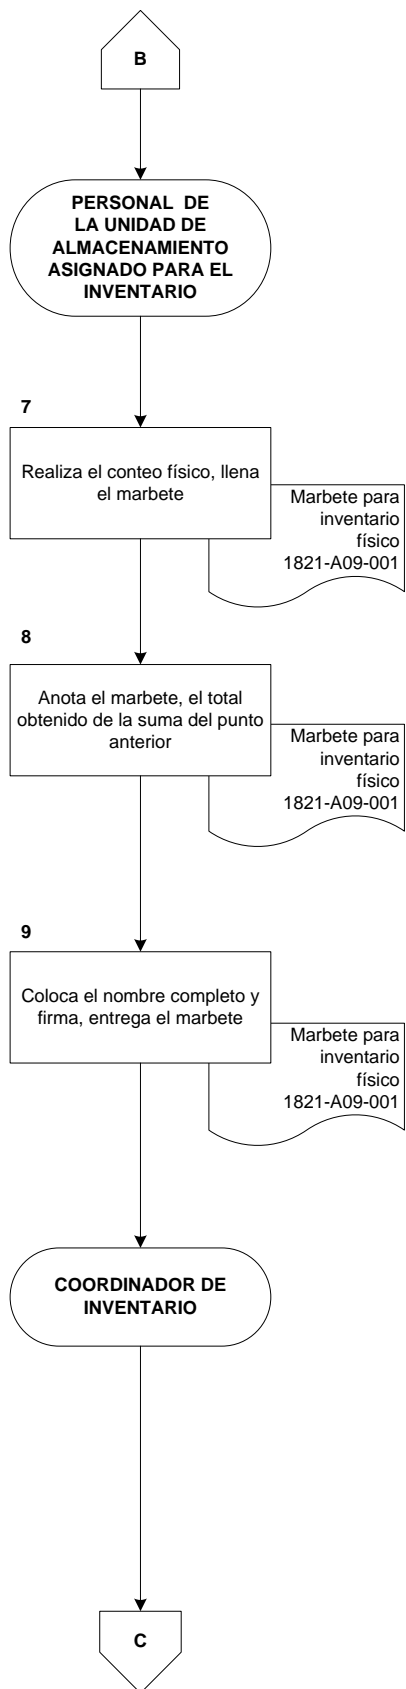 B
PERSONAL DE
LA UNIDAD DE
ALMACENAMIENTO
ASIGNADO PARA EL
INVENTARIO
7
Realiza el conteo físico, llena
el marbete
Marbete para
inventario
físico
1821-A09-001
8
Anota el marbete, el total
obtenido de la suma del punto
anterior
Marbete para
inventario
físico
1821-A09-001
9
Coloca el nombre completo y
firma, entrega el marbete
Marbete para
inventario
físico
1821-A09-001
COORDINADOR DE
INVENTARIO
C